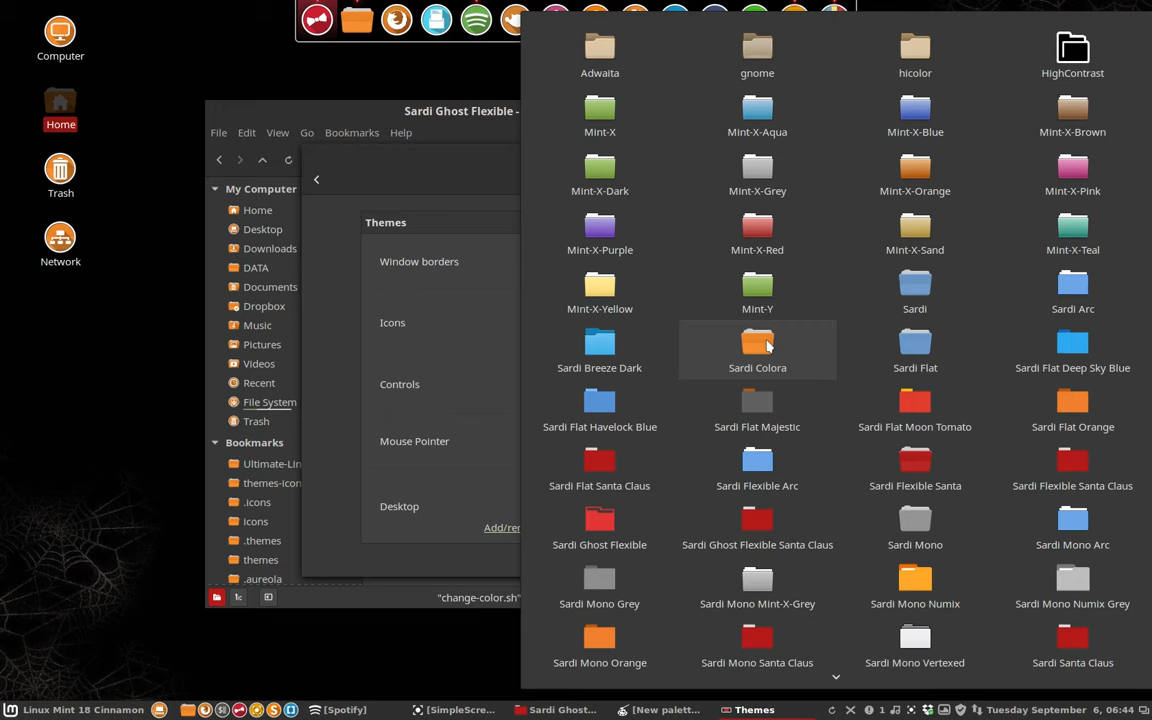 Computer
Home
Trash
Network
Sardi Ghost Flexible -
File Edit View Go Bookmarks Help
My Computer
Home
Desktop
Downloads
DATA
Documents
Dropbox
Music
Pictures
Videos
Recent
File System
Trash
Bookmarks
Ultimate-Lin
themes-icon
.icons
icons
.themes
themes
.aureola
"change-color.sh"
Themes
Window borders
Icons
Controls
Mouse Pointer
Desktop
Add/re
Adwaita gnome hicolor HighContrast
Mint-X Mint-X-Aqua Mint-X-Blue Mint-X-Brown
Mint-X-Dark Mint-X-Grey Mint-X-Orange Mint-X-Pink
Mint-X-Purple Mint-X-Red Mint-X-Sand Mint-X-Teal
Mint-X-Yellow Mint-Y Sardi Sardi Arc
Sardi Breeze Dark Sardi Colora Sardi Flat Sardi Flat Deep Sky Blue
Sardi Flat Havelock Blue Sardi Flat Majestic Sardi Flat Moon Tomato Sardi Flat Orange
Sardi Flat Santa Claus Sardi Flexible Arc Sardi Flexible Santa Sardi Flexible Santa Claus
Sardi Ghost Flexible Sardi Ghost Flexible Santa Claus Sardi Mono Sardi Mono Arc
Sardi Mono Grey Sardi Mono Mint-X-Grey Sardi Mono Numix Sardi Mono Numix Grey
Sardi Mono Orange Sardi Mono Santa Claus Sardi Mono Vertexed Sardi Santa Claus
Linux Mint 18 Cinnamon [Spotify] [SimpleScre... Sardi Ghost... [New palett... Themes 1 Tuesday September 6, 06:44